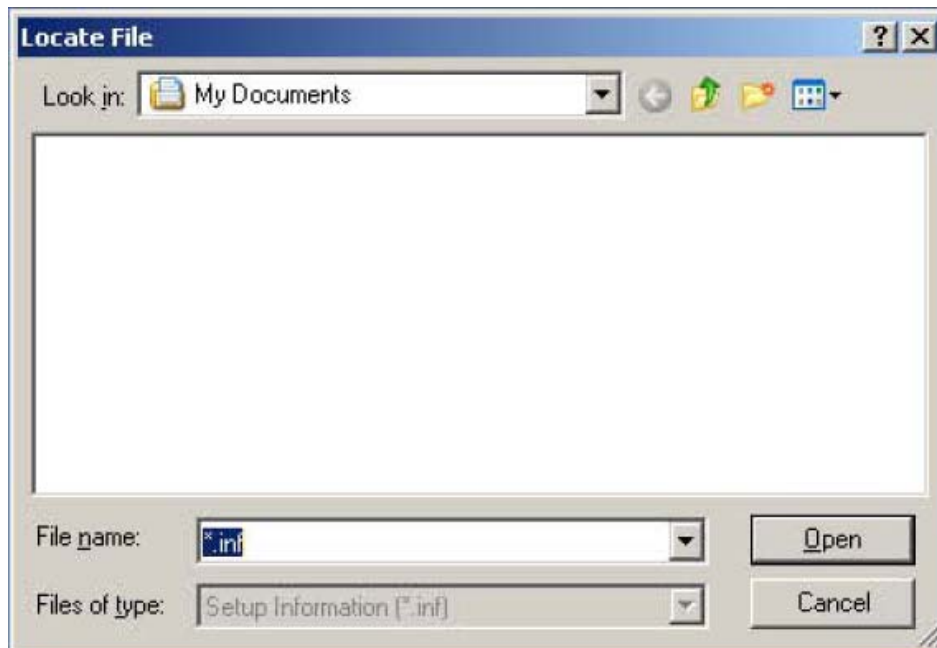 Locate File
Look in: My Documents
File name: *.inf Open
Files of type: Setup Information (*.inf) Cancel